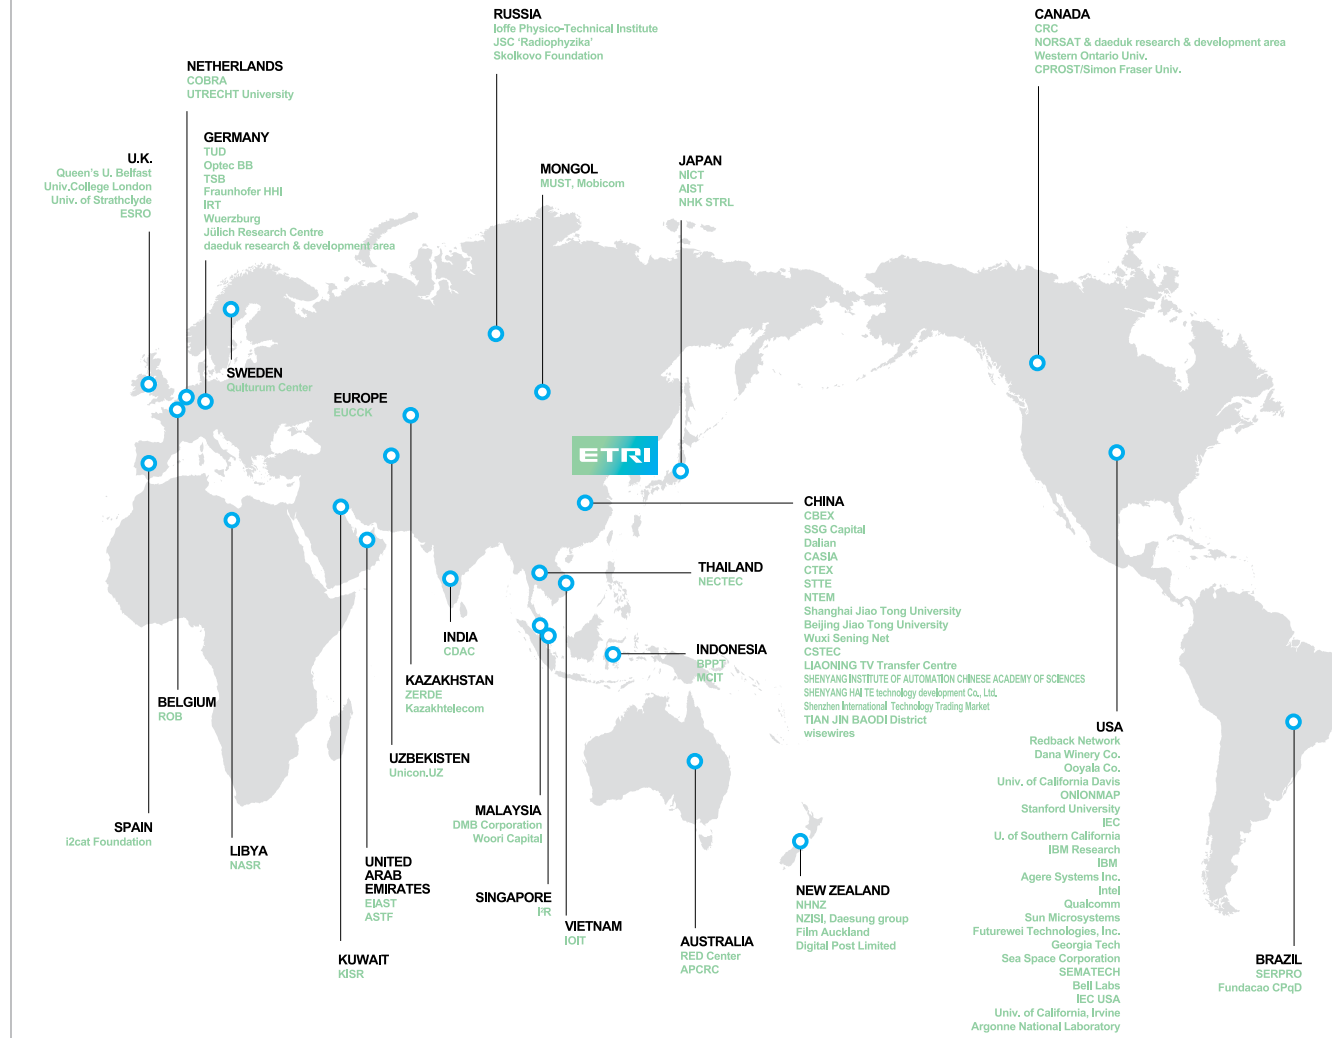 RUSSIA
Ioffe Physico-Technical Institute
JSC ‘Radiophyzika’
Skolkovo Foundation
CANADA
CRC
NORSAT & daeduk research & development area
Western Ontario Univ.
CPROST/Simon Fraser Univ.
NETHERLANDS
COBRA
UTRECHT University
GERMANY
TUD
Optec BB
TSB
Fraunhofer HHI
IRT
Wuerzburg
Jülich Research Centre
daeduk research & development area
U.K.
Queen's U. Belfast
Univ.College London
Univ. of Strathclyde
ESRO
MONGOL
MUST, Mobicom
JAPAN
NICT
AIST
NHK STRL
SWEDEN
Qulturum Center
EUROPE
EUCCK
ETRI
CHINA
CBEX
SSG Capital
Dalian
CASIA
CTEX
STTE
NTEM
Shanghai Jiao Tong University
Beijing Jiao Tong University
Wuxi Sening Net
CSTEC
LIAONING TV Transfer Centre
SHENYANG INSTITUTE OF AUTOMATION CHINESE ACADEMY OF SCIENCES
SHENYANG HAI TE technology development Co., Ltd.
Shenzhen International Technology Trading Market
TIAN JIN BAODI District
wisewires
THAILAND
NECTEC
INDIA
CDAC
INDONESIA
BPPT
MCIT
KAZAKHSTAN
ZERDE
Kazakhtelecom
BELGIUM
ROB
UZBEKISTEN
Unicon.UZ
USA
Redback Network
Dana Winery Co.
Ooyala Co.
Univ. of California Davis
ONIONMAP
Stanford University
IEC
U. of Southern California
IBM Research
IBM
Agere Systems Inc.
Intel
Qualcomm
Sun Microsystems
Futurewei Technologies, Inc.
Georgia Tech
Sea Space Corporation
SEMATECH
Bell Labs
IEC USA
Univ. of California, Irvine
Argonne National Laboratory
MALAYSIA
DMB Corporation
Woori Capital
SPAIN
i2cat Foundation
LIBYA
NASR
UNITED
ARAB
EMIRATES
EIAST
ASTF
SINGAPORE
I²R
NEW ZEALAND
NHNZ
NZISI, Daesung group
Film Auckland
Digital Post Limited
VIETNAM
IOIT
AUSTRALIA
RED Center
APCRC
KUWAIT
KISR
BRAZIL
SERPRO
Fundacao CPqD